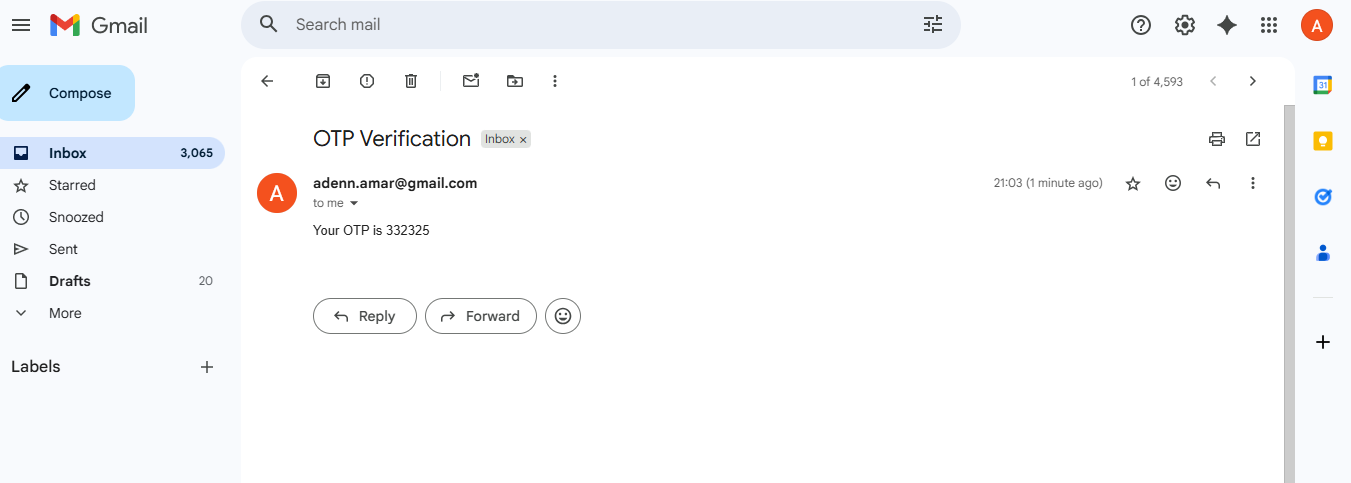 Gmail
Search mail
A
Compose
1 of 4,593
31
OTP Verification
Inbox ×
Inbox 3,065
Starred
Snoozed
Sent
Drafts 20
More
Labels
A
adenn.amar@gmail.com
21:03 (1 minute ago)
to me
Your OTP is 332325
Reply
Forward